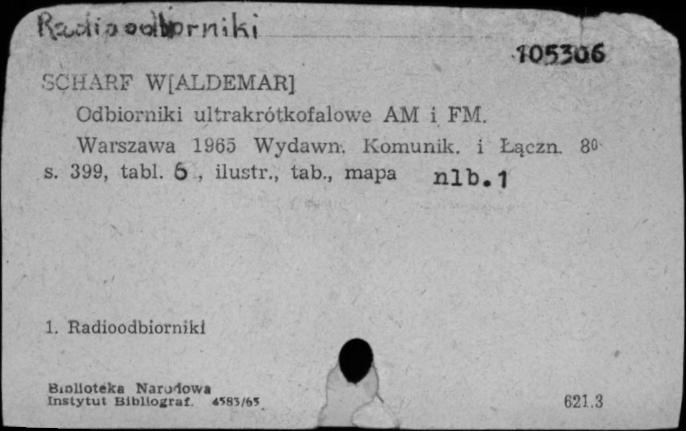 Radioodbiorniki
105306
SCHARF W[ALDEMAR]
Odbiorniki ultrakrótkofalowe AM i FM.
Warszawa 1965 Wydawn. Komunik. i Łączn. 8º
s. 399, tabl. 6, ilustr., tab., mapa nlb. 1
1. Radioodbiorniki
Biblioteka Narodowa
Instytut Bibliograf. 4583/65
621.3